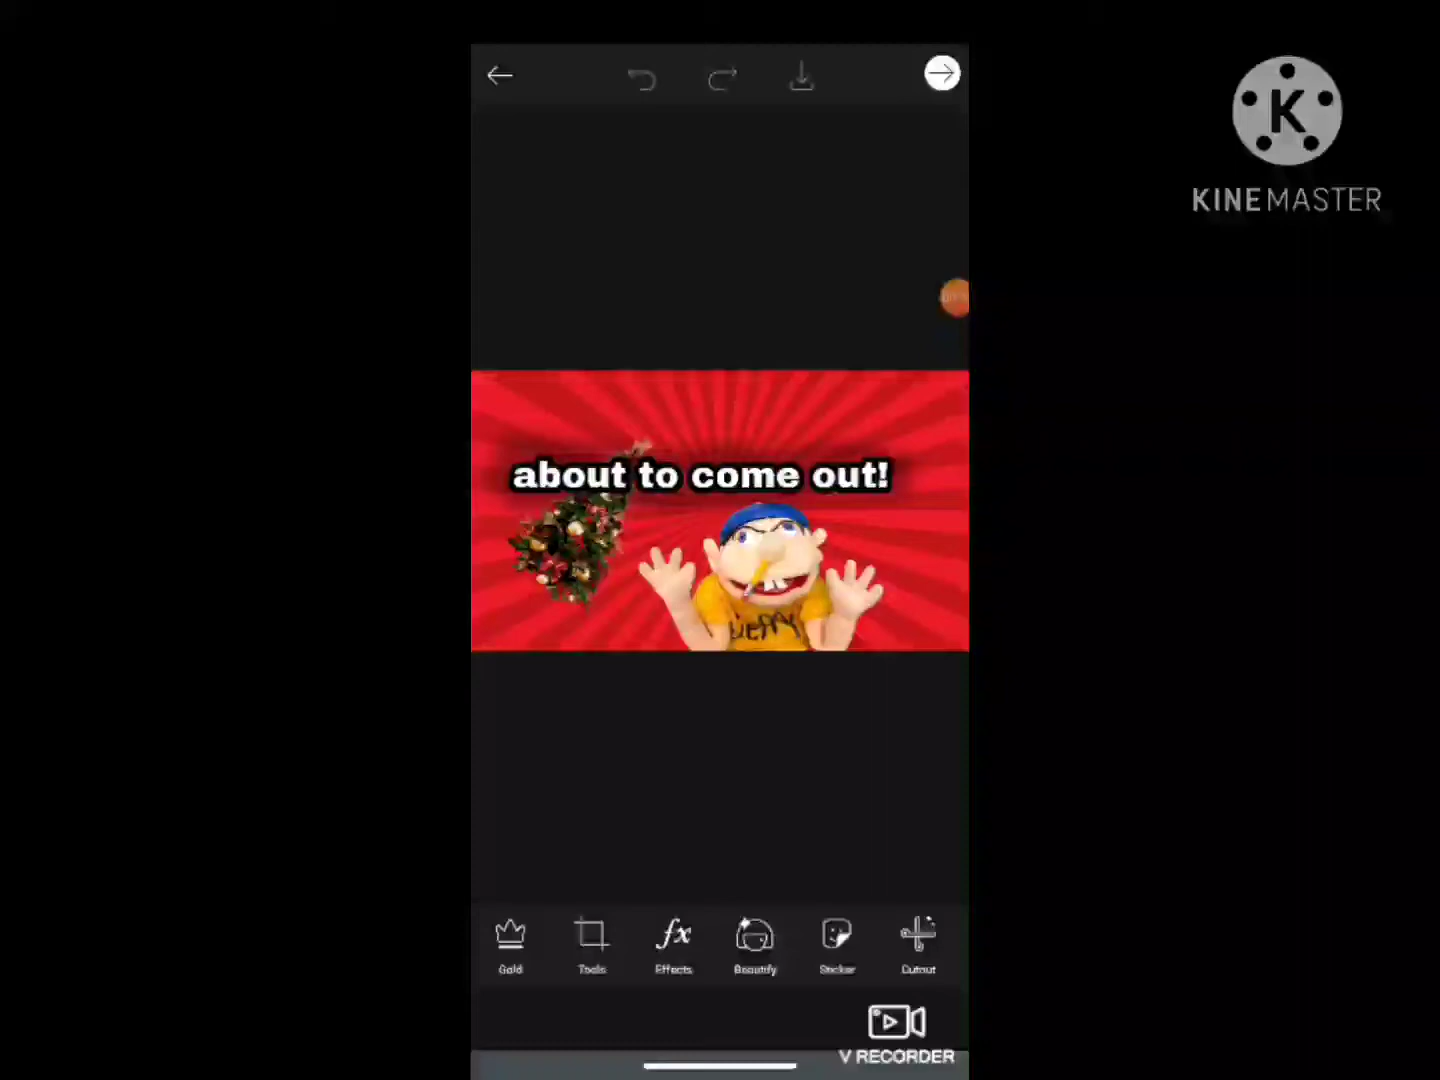 K
KINEMASTER
about to come out!
Gold
Tools
Effects
Beautify
Sticker
Cutout
V RECORDER